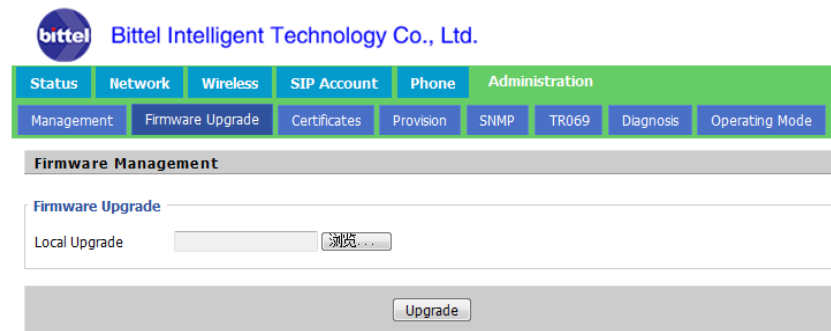 bittel Bittel Intelligent Technology Co., Ltd.
Status Network Wireless SIP Account Phone Administration
Management Firmware Upgrade Certificates Provision SNMP TR069 Diagnosis Operating Mode
Firmware Management
Firmware Upgrade
Local Upgrade 浏览...
Upgrade